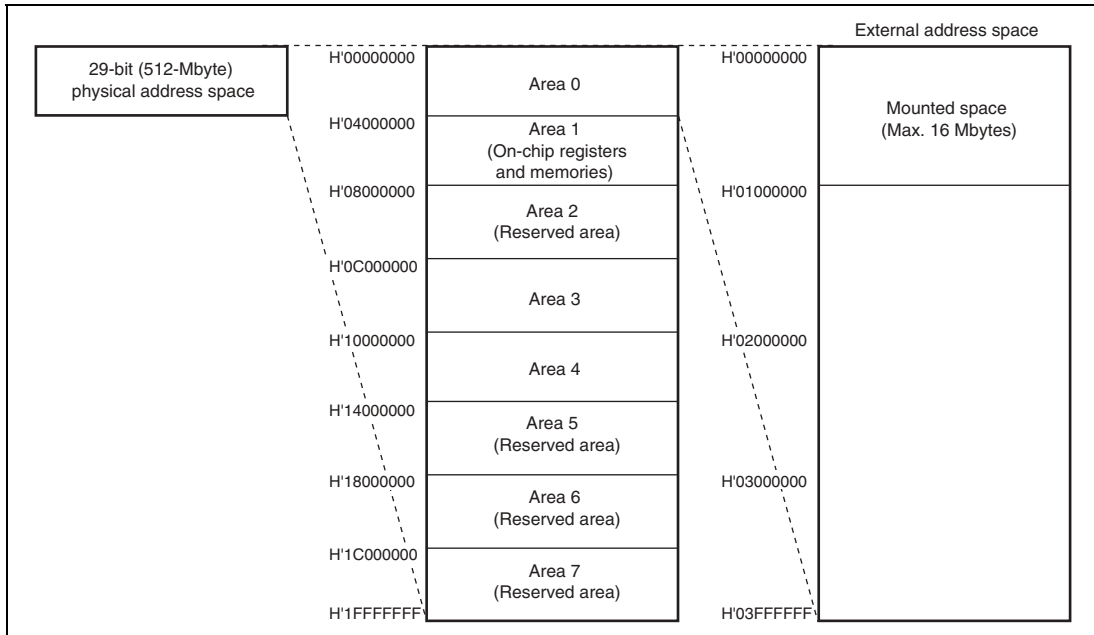 External address space
29-bit (512-Mbyte)
physical address space
H'00000000
Area 0
H'04000000
Area 1
(On-chip registers
and memories)
H'08000000
Area 2
(Reserved area)
H'0C000000
Area 3
H'10000000
Area 4
H'14000000
Area 5
(Reserved area)
H'18000000
Area 6
(Reserved area)
H'1C000000
Area 7
(Reserved area)
H'1FFFFFFF
H'00000000
Mounted space
(Max. 16 Mbytes)
H'01000000
H'02000000
H'03000000
H'03FFFFFF